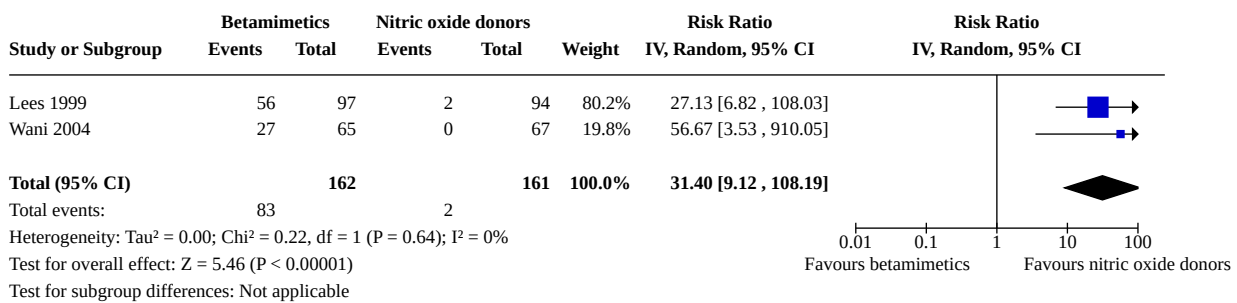 Betamimetics Nitric oxide donors Risk Ratio Risk Ratio
Study or Subgroup Events Total Events Total Weight IV, Random, 95% CI IV, Random, 95% CI
Lees 1999 56 97 2 94 80.2% 27.13 [6.82 , 108.03]
Wani 2004 27 65 0 67 19.8% 56.67 [3.53 , 910.05]
Total (95% CI) 162 161 100.0% 31.40 [9.12 , 108.19]
Total events: 83 2
Heterogeneity: Tau² = 0.00; Chi² = 0.22, df = 1 (P = 0.64); I² = 0%
0.01 0.1 1 10 100
Test for overall effect: Z = 5.46 (P < 0.00001) Favours betamimetics Favours nitric oxide donors
Test for subgroup differences: Not applicable